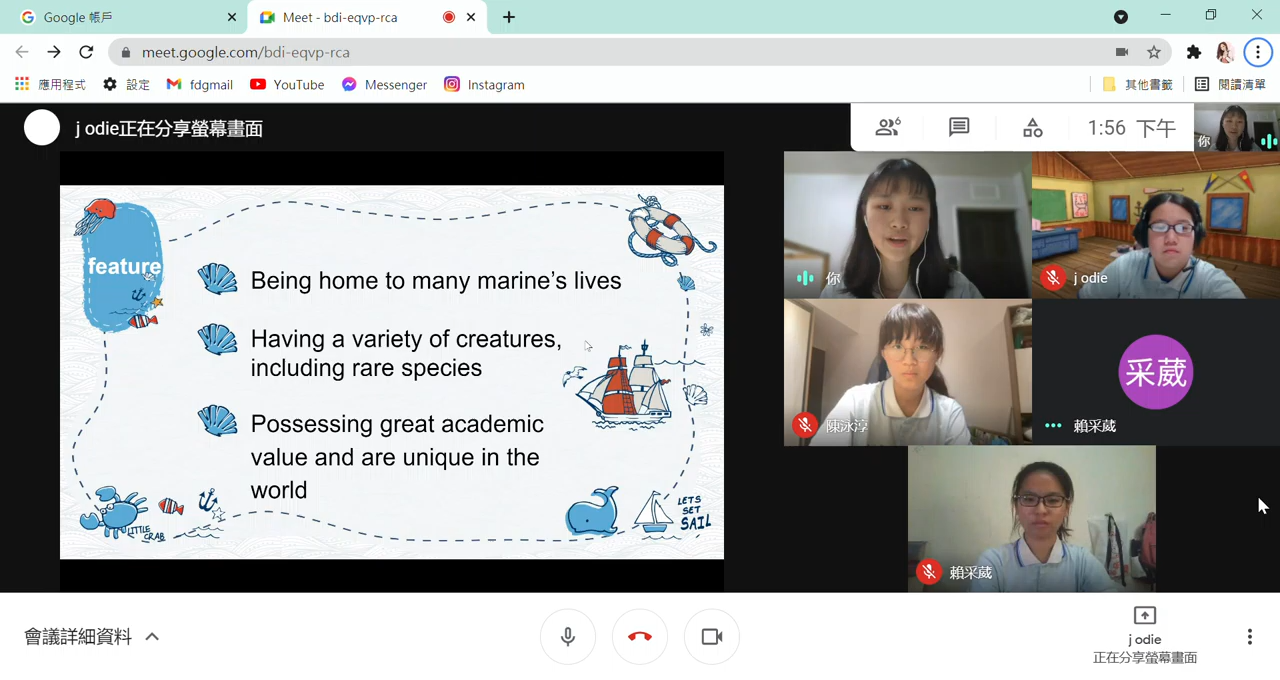 Google 帳戶
Meet - bdi-eqvp-rca
meet.google.com/bdi-eqvp-rca
應用程式
設定
fdgmail
YouTube
Messenger
Instagram
其他書籤
閱讀清單
j odie正在分享螢幕畫面
6
1:56 下午
你
feature
Being home to many marine's lives
Having a variety of creatures,
including rare species
Possessing great academic
value and are unique in the
world
LITTLE
CRAB
LETS
SET
SAIL
你
j odie
陳泳淳
采葳
賴采葳
賴采葳
會議詳細資料
j odie
正在分享螢幕畫面